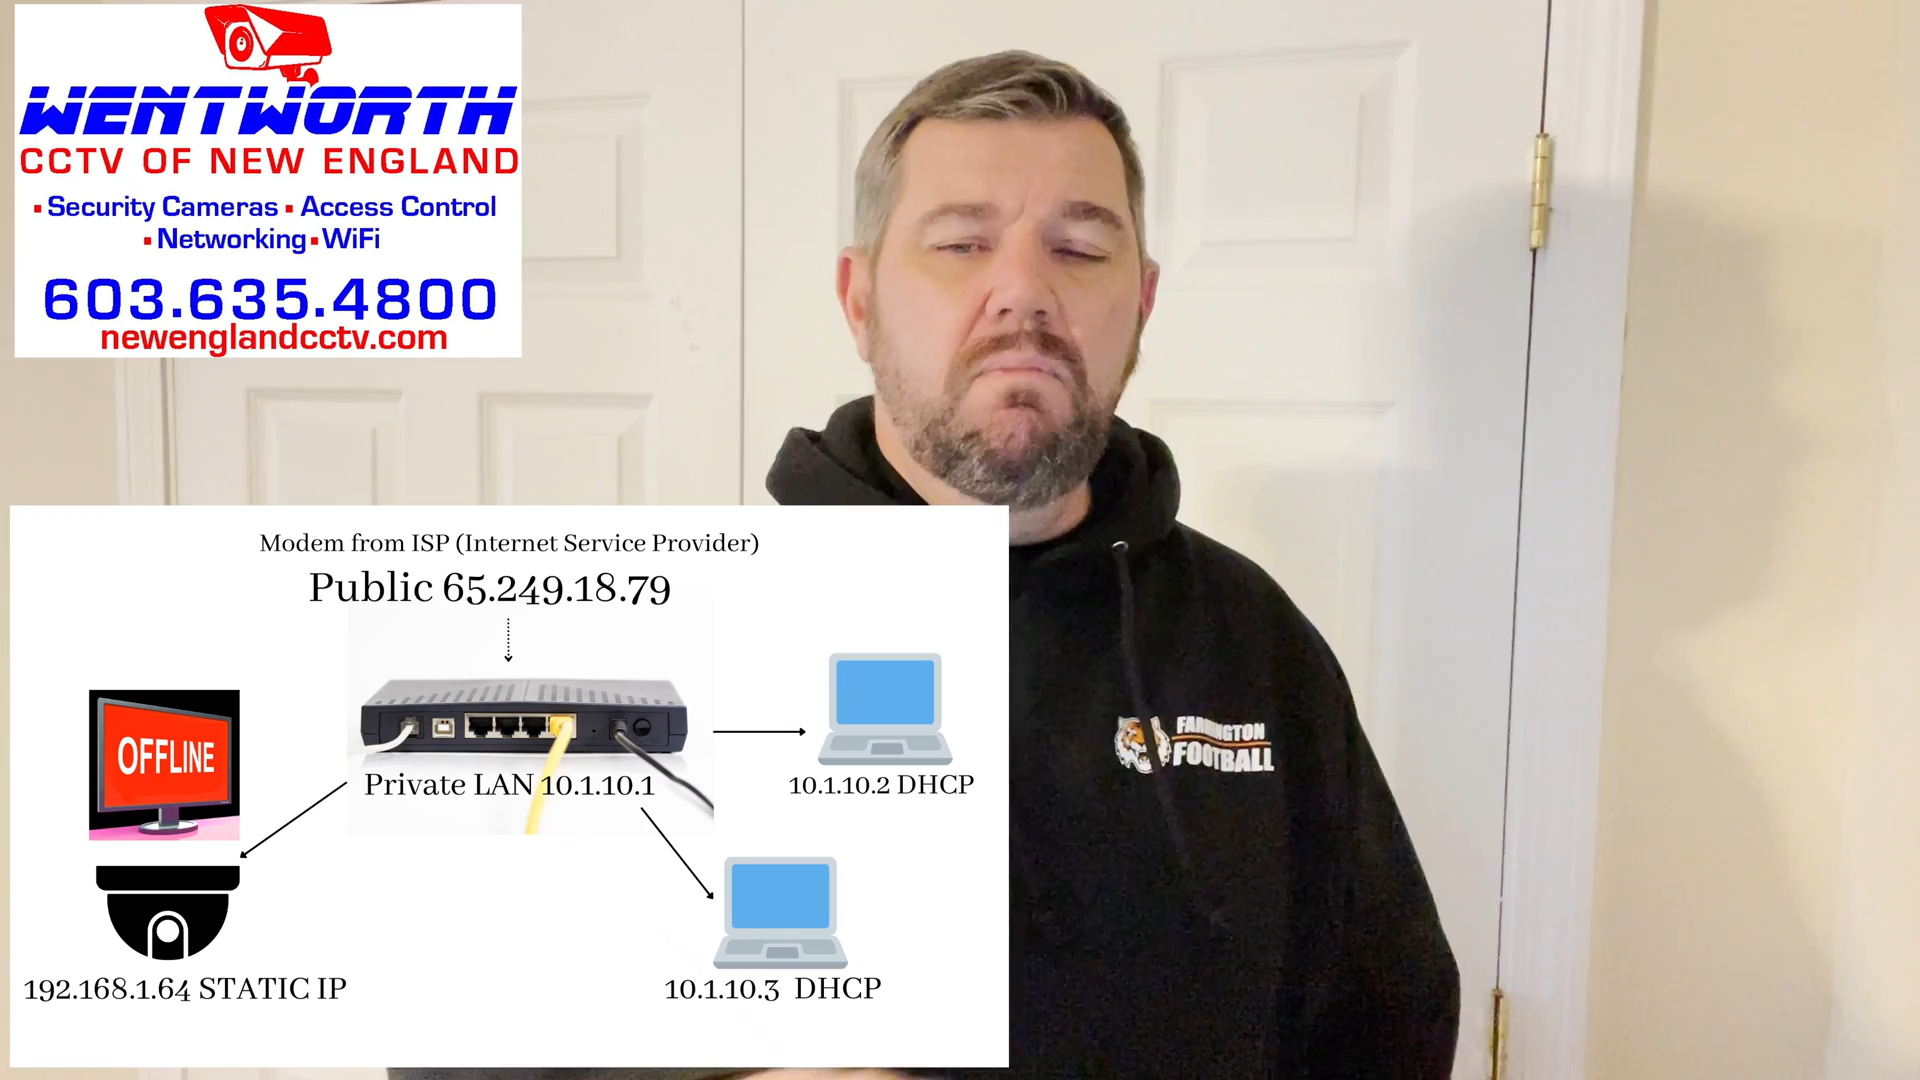 WENTWORTH
CCTV OF NEW ENGLAND
▪ Security Cameras ▪ Access Control
▪ Networking ▪ WiFi
603.635.4800
newenglandcctv.com
Modem from ISP (Internet Service Provider)
Public 65.249.18.79
OFFLINE
Private LAN 10.1.10.1
10.1.10.2 DHCP
192.168.1.64 STATIC IP
10.1.10.3 DHCP
FARMINGTON
FOOTBALL